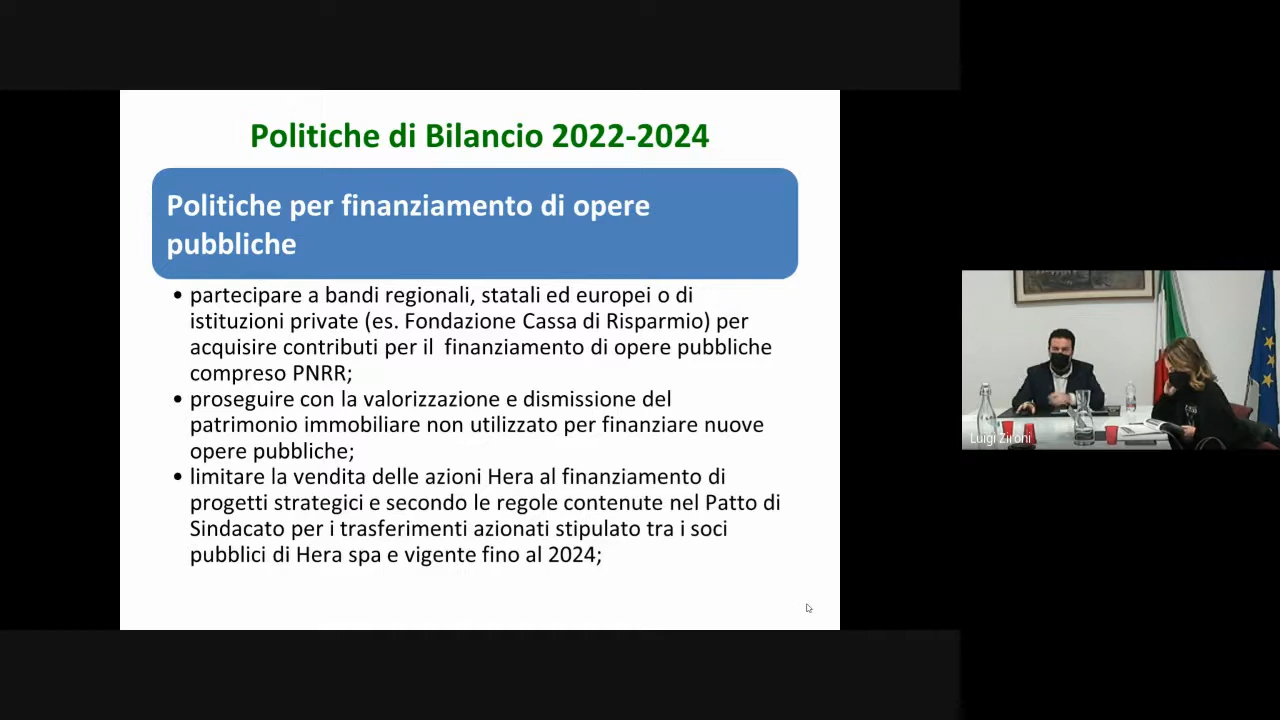 Politiche di Bilancio 2022-2024
Politiche per finanziamento di opere
pubbliche
• partecipare a bandi regionali, statali ed europei o di
istituzioni private (es. Fondazione Cassa di Risparmio) per
acquisire contributi per il finanziamento di opere pubbliche
compreso PNRR;
• proseguire con la valorizzazione e dismissione del
patrimonio immobiliare non utilizzato per finanziare nuove
opere pubbliche;
• limitare la vendita delle azioni Hera al finanziamento di
progetti strategici e secondo le regole contenute nel Patto di
Sindacato per i trasferimenti azionati stipulato tra i soci
pubblici di Hera spa e vigente fino al 2024;
Luigi Zironi